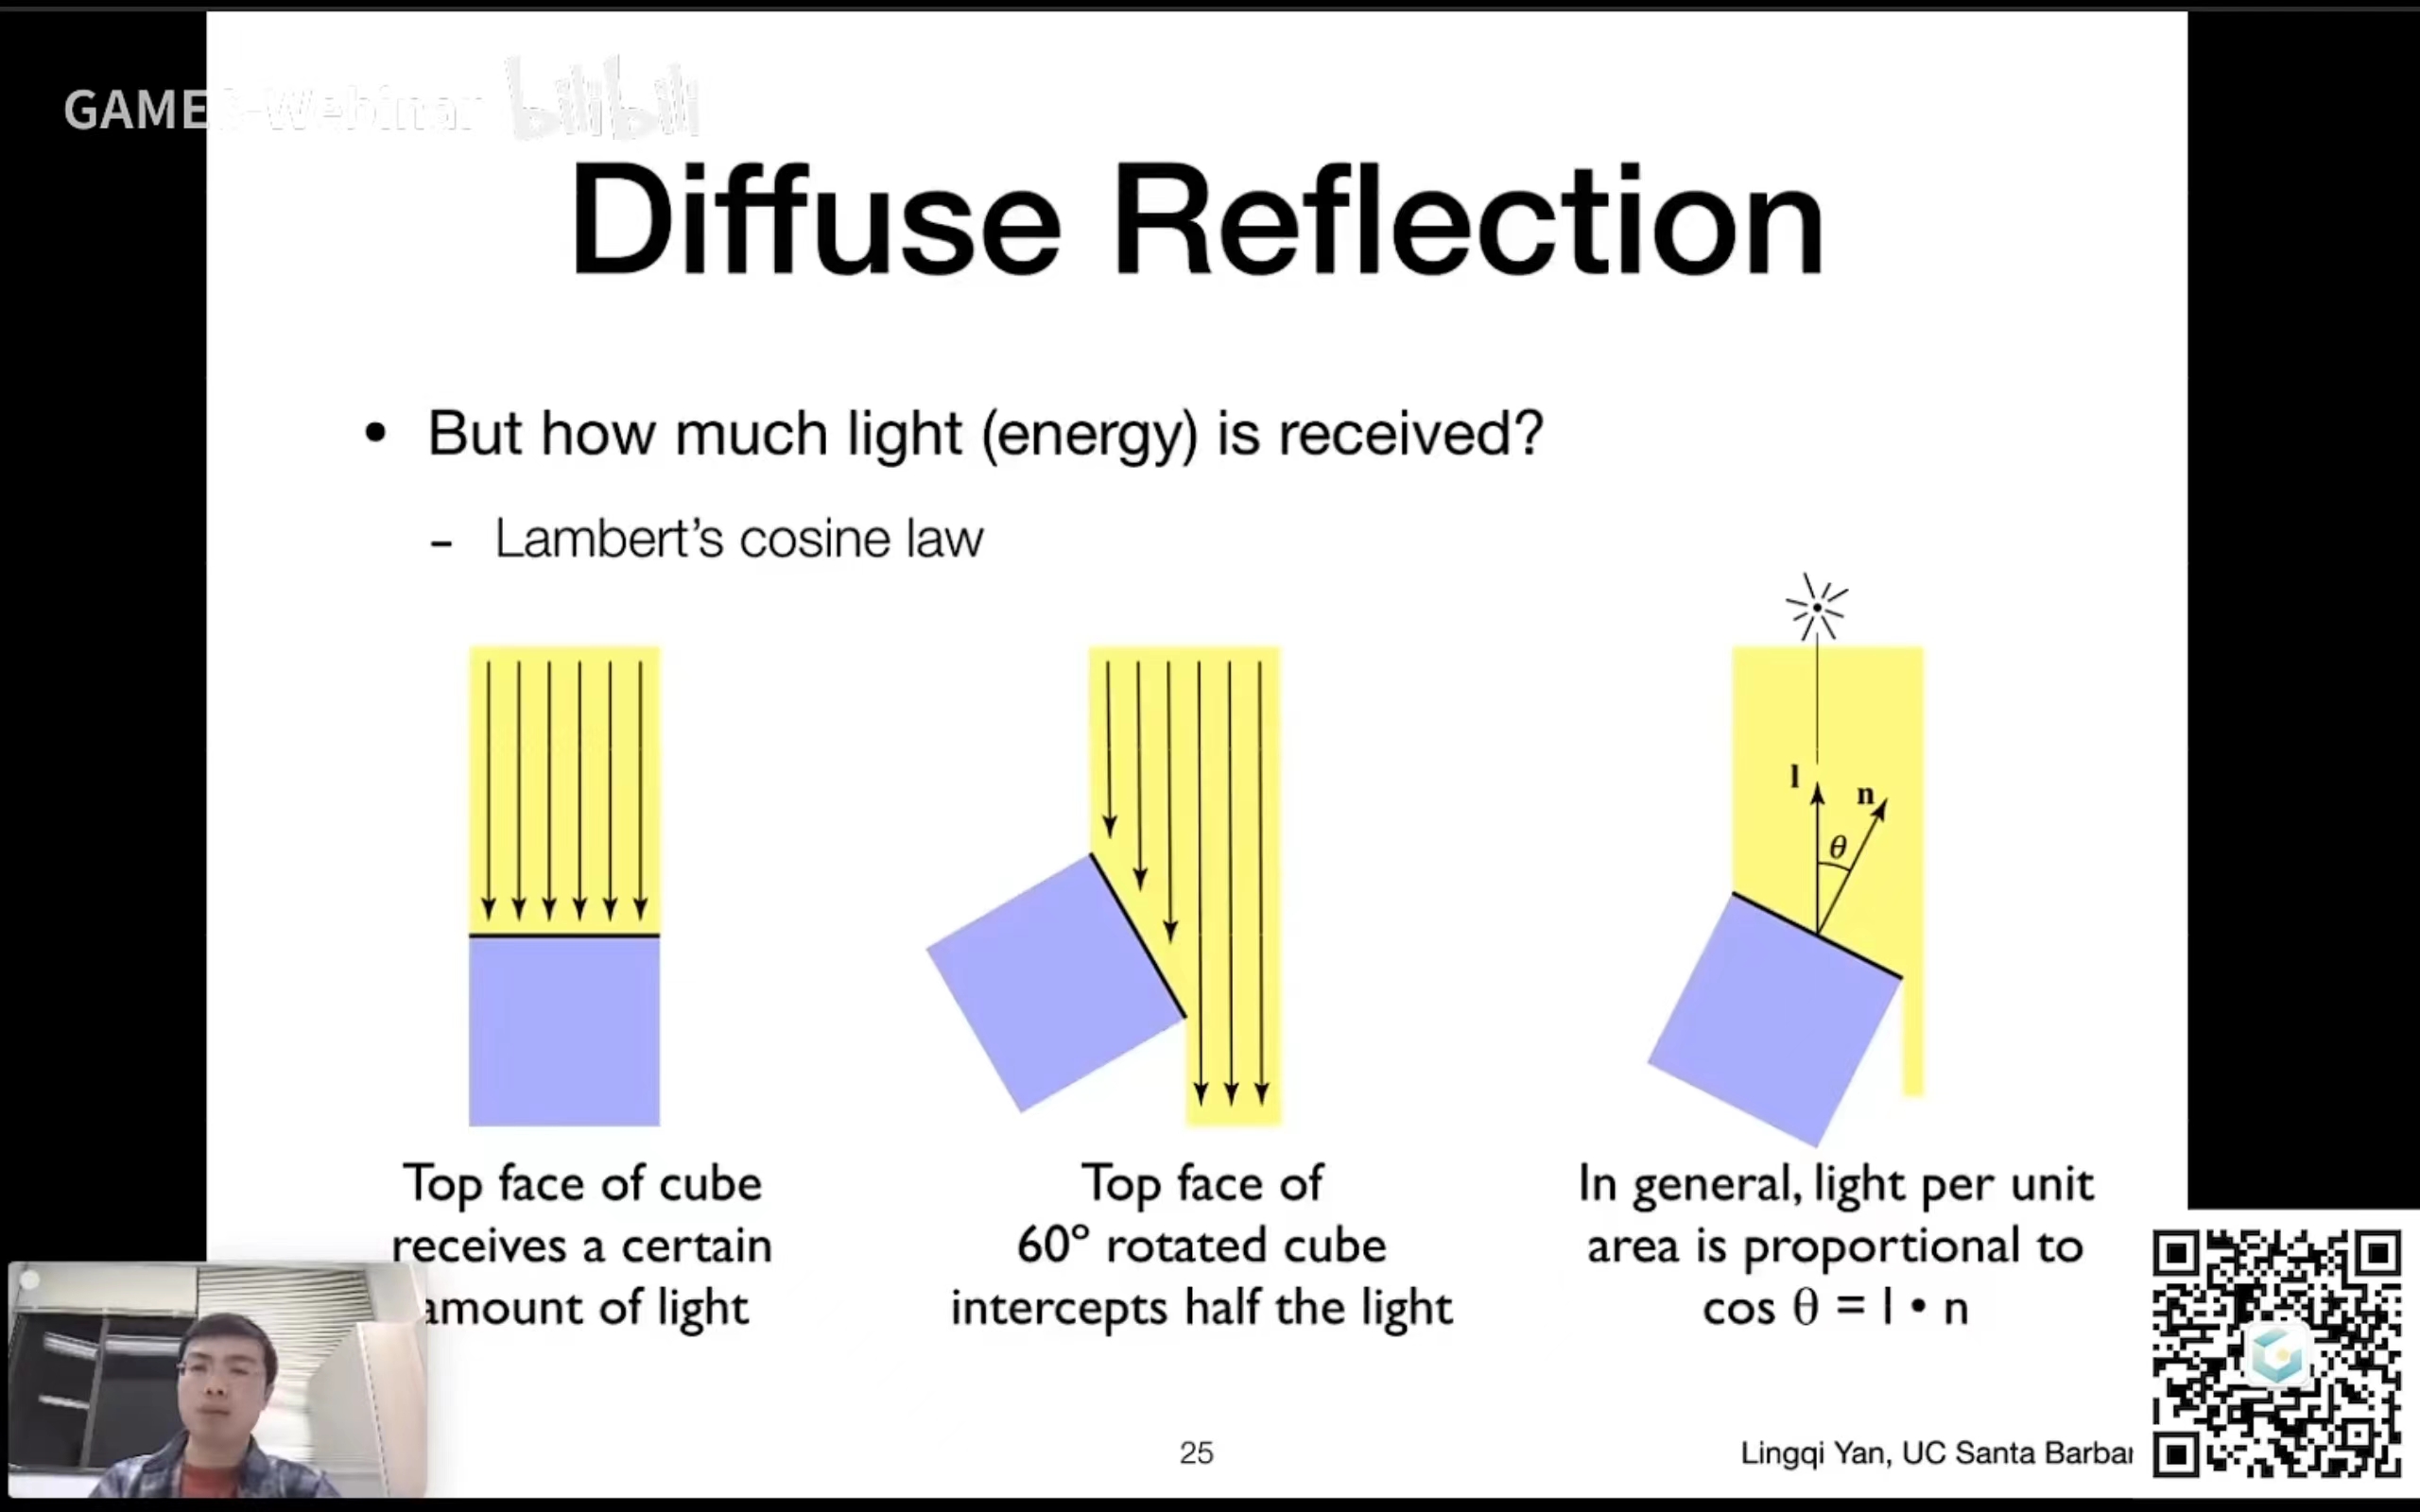 GAMES-Webinar bilibili
Diffuse Reflection
• But how much light (energy) is received?
- Lambert’s cosine law
l
n
θ
Top face of cube
receives a certain
amount of light
Top face of
60º rotated cube
intercepts half the light
In general, light per unit
area is proportional to
cos θ = l • n
25
Lingqi Yan, UC Santa Barbar